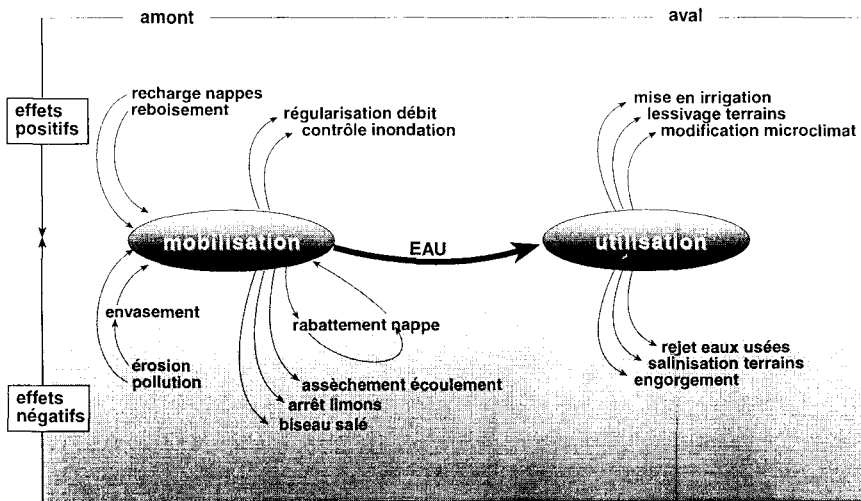 amont
aval
effets
positifs
recharge nappes
reboisement
régularisation débit
contrôle inondation
mise en irrigation
lessivage terrains
modification microclimat
mobilisation
EAU
utilisation
envasement
rabattement nappe
érosion
pollution
assèchement écoulement
arrêt limons
biseau salé
rejet eaux usées
salinisation terrains
engorgement
effets
négatifs